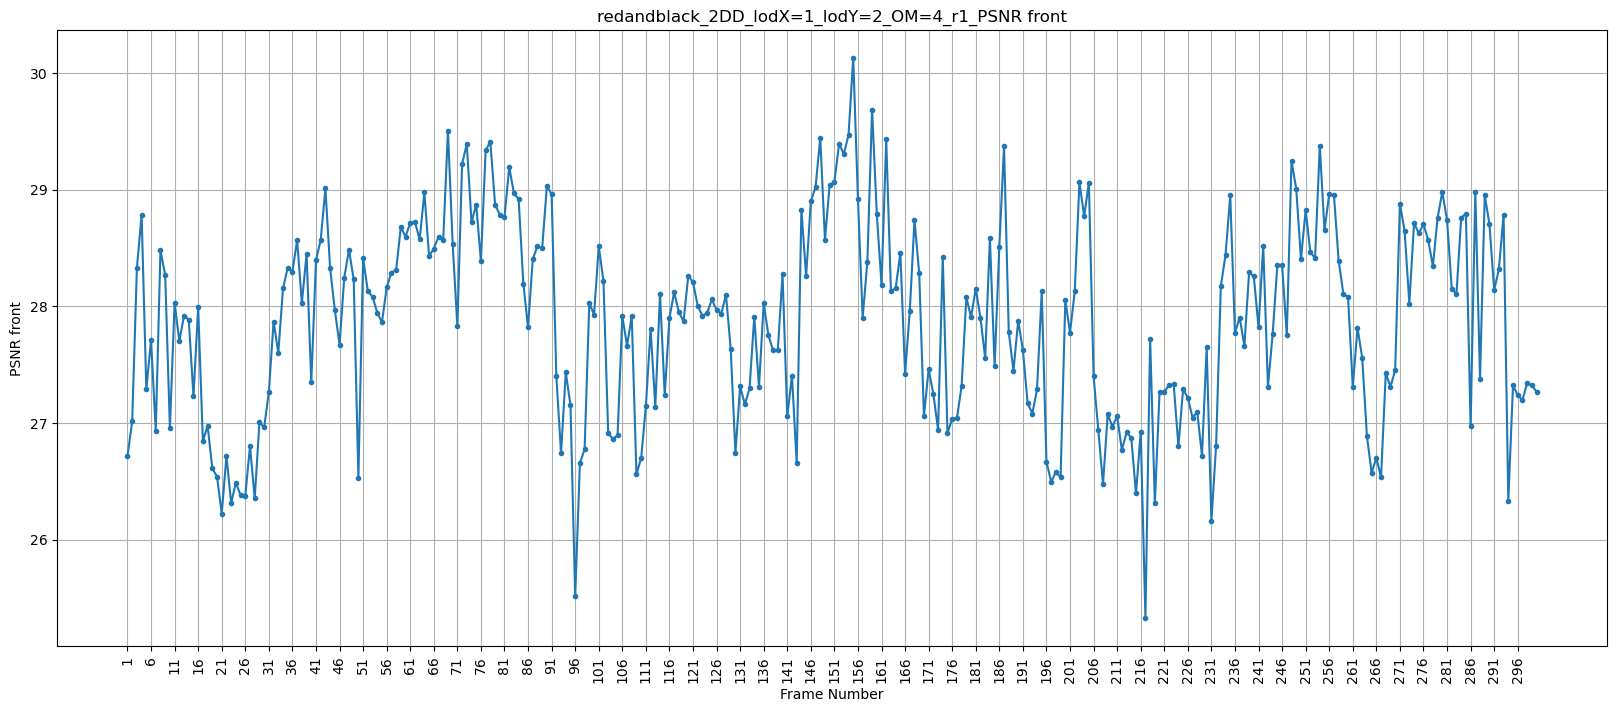 redandblack_2DD_lodX=1_lodY=2_OM=4_r1_PSNR front
30
29
28
27
26
PSNR front
1 6 11 16 21 26 31 36 41 46 51 56 61 66 71 76 81 86 91 96 101 106 111 116 121 126 131 136 141 146 151 156 161 166 171 176 181 186 191 196 201 206 211 216 221 226 231 236 241 246 251 256 261 266 271 276 281 286 291 296
Frame Number